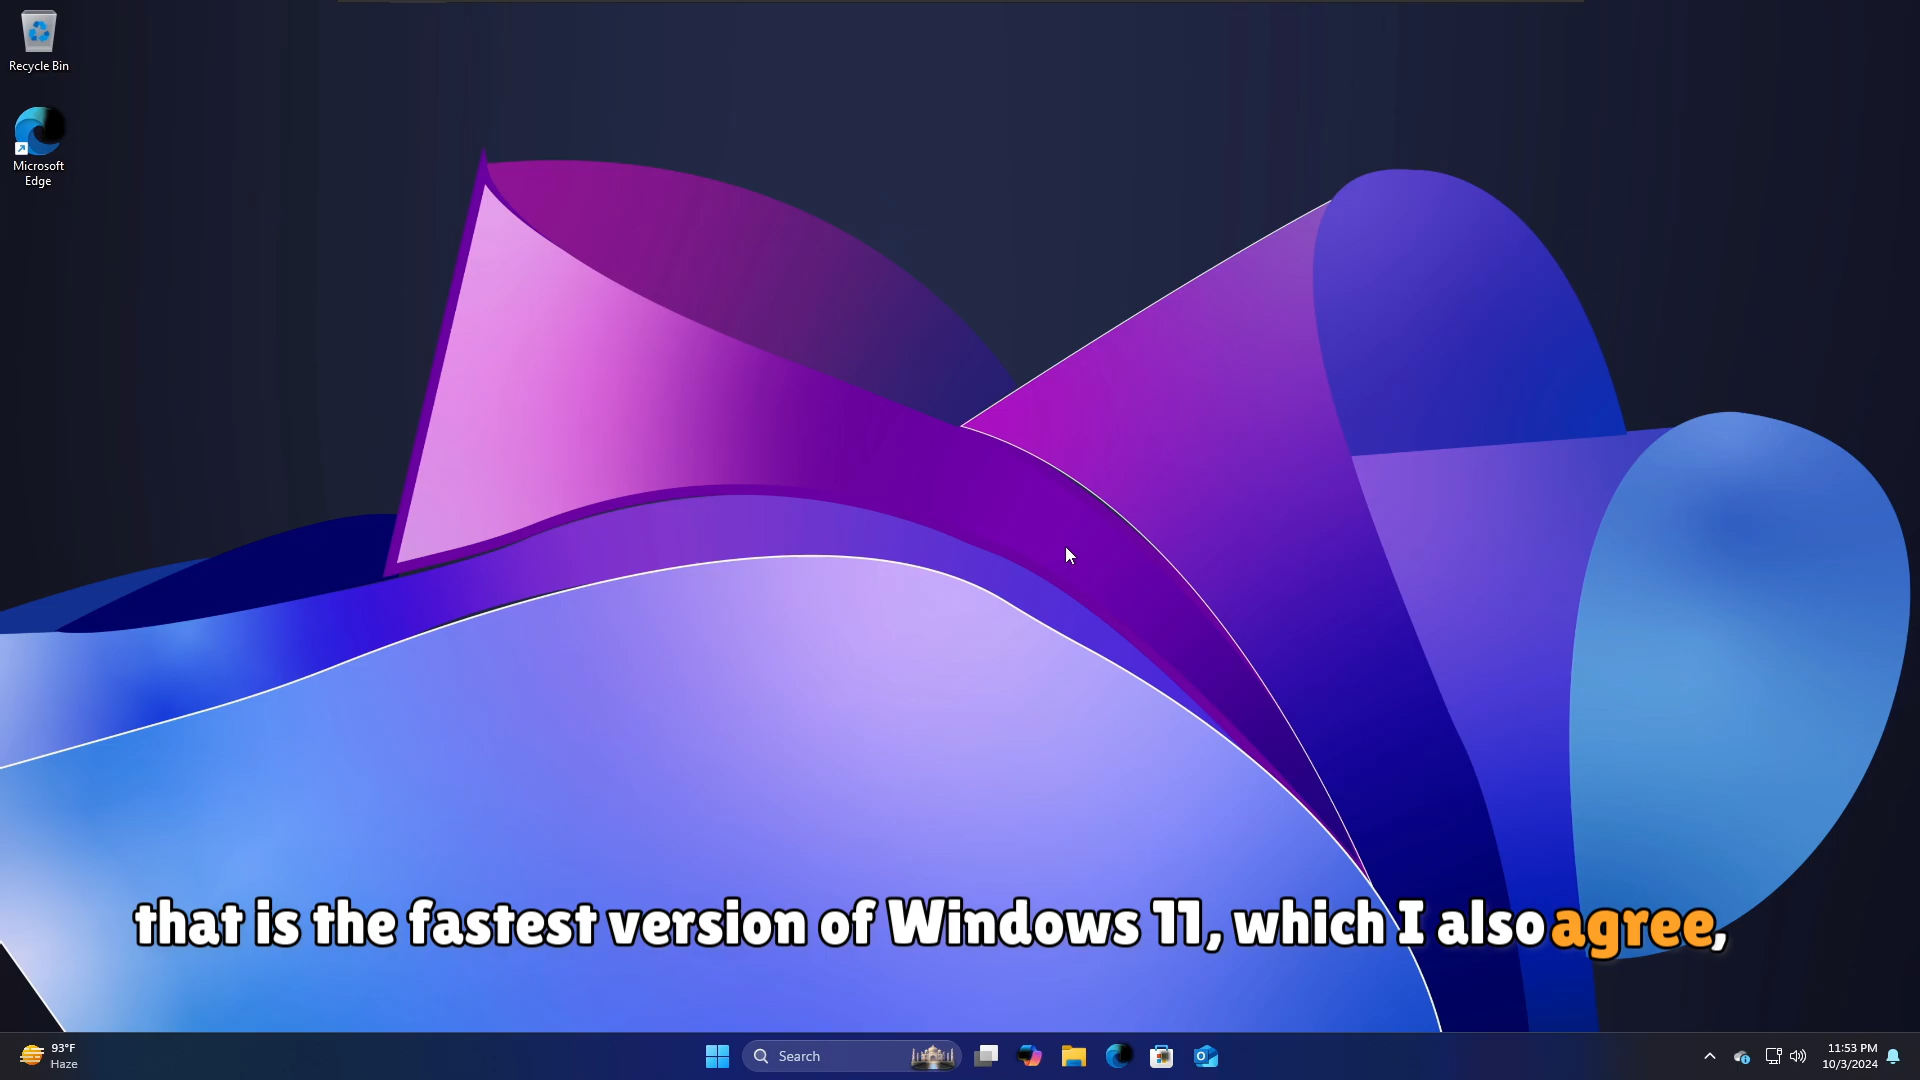 Recycle Bin
Microsoft
Edge
that is the fastest version of Windows 11, which I also agree,
93°F
Haze
Search
11:53 PM
10/3/2024